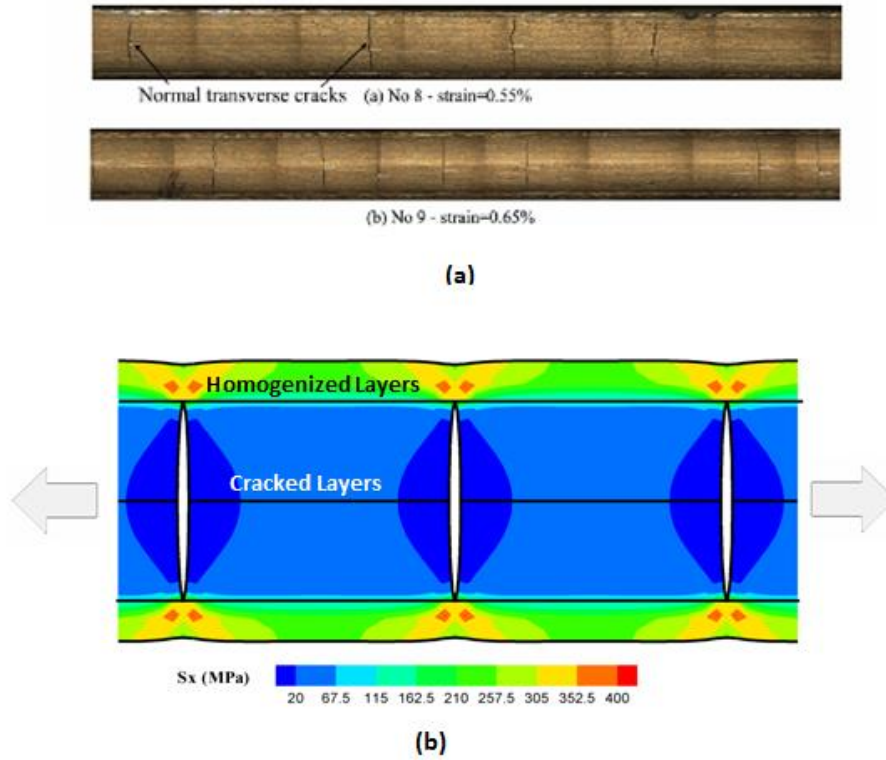 Normal transverse cracks
(a) No 8 - strain=0.55%
(b) No 9 - strain=0.65%
(a)
Homogenized Layers
Cracked Layers
Sx (MPa)
20 67.5 115 162.5 210 257.5 305 352.5 400
(b)